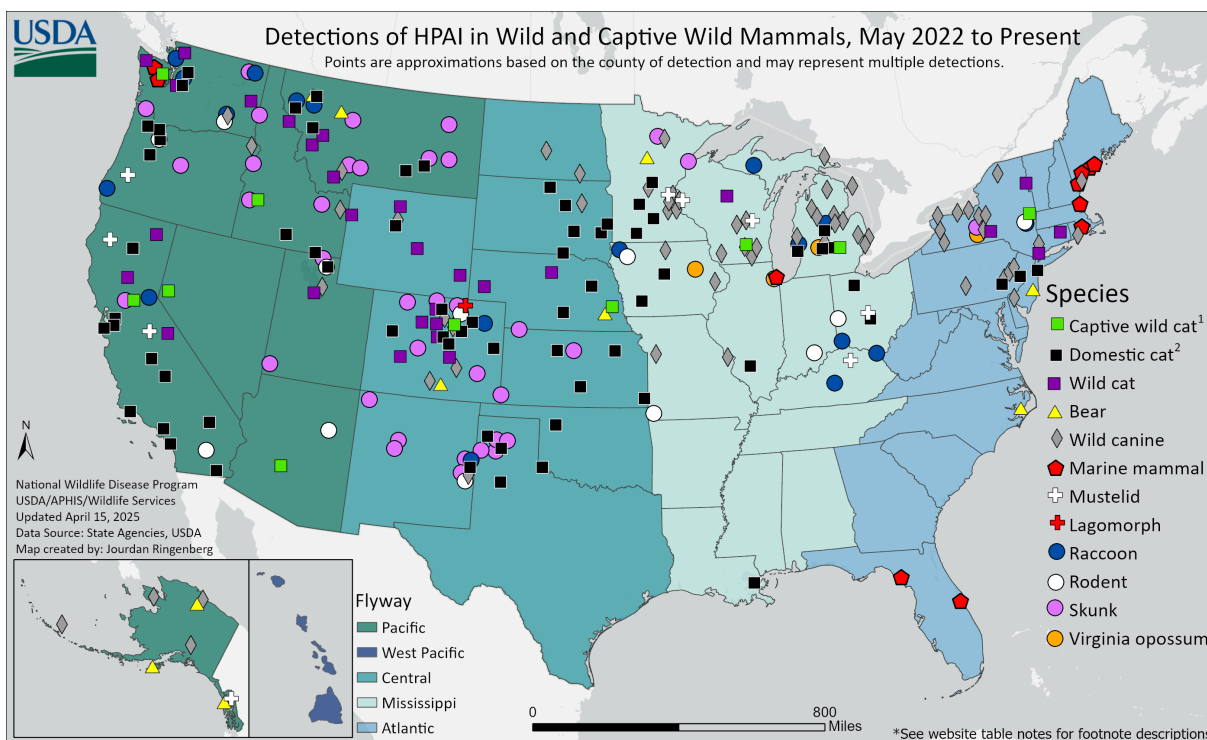 USDA
Detections of HPAI in Wild and Captive Wild Mammals, May 2022 to Present
Points are approximations based on the county of detection and may represent multiple detections.
Species
Captive wild cat1
Domestic cat2
Wild cat
Bear
Wild canine
Marine mammal
Mustelid
Lagomorph
Raccoon
Rodent
Skunk
Virginia opossum
N
National Wildlife Disease Program
USDA/APHIS/Wildlife Services
Updated April 15, 2025
Data Source: State Agencies, USDA
Map created by: Jourdan Ringenberg
Flyway
Pacific
West Pacific
Central
Mississippi
Atlantic
0 800
Miles
*See website table notes for footnote descriptions